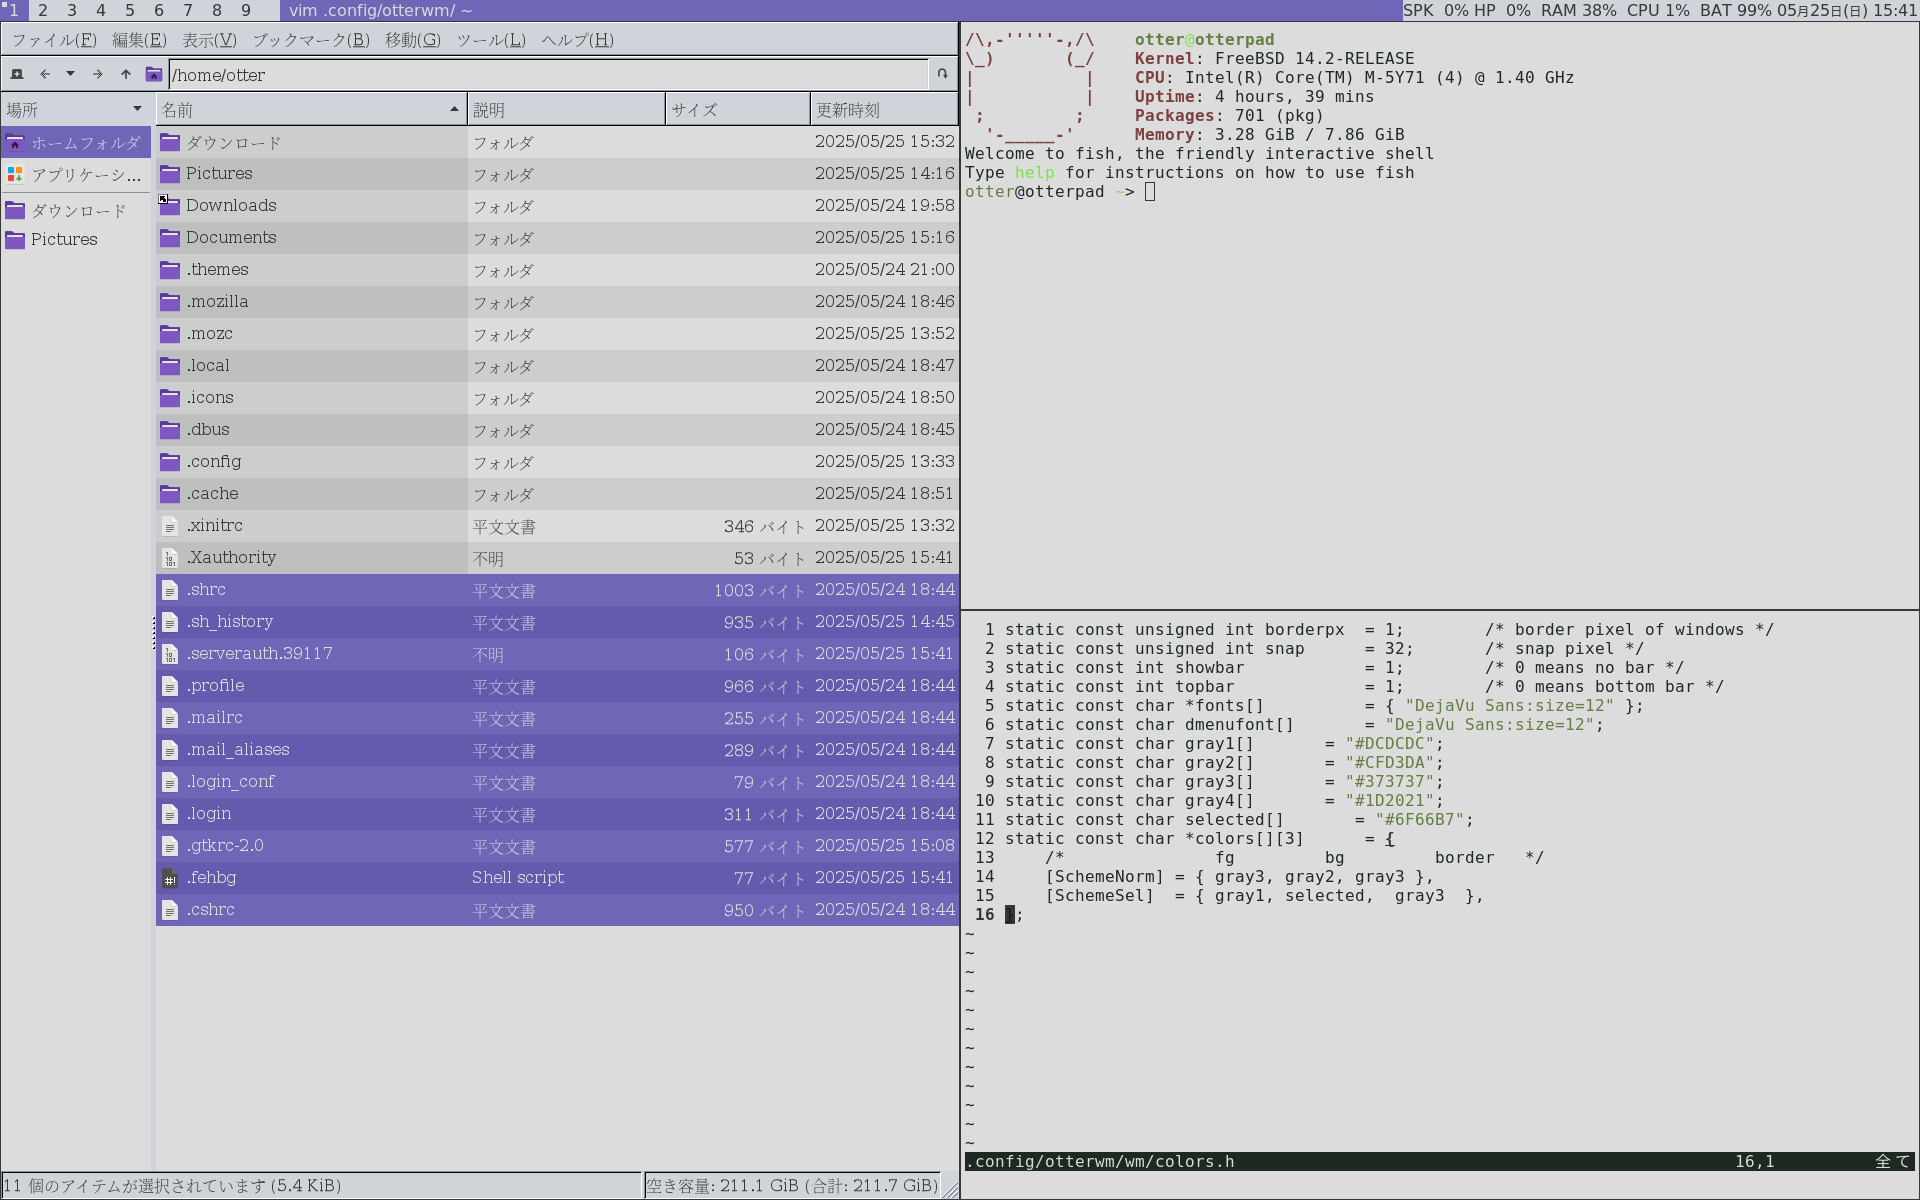 1 2 3 4 5 6 7 8 9 vim .config/otterwm/ ~ SPK 0% HP 0% RAM 38% CPU 1% BAT 99% 05月25日(日) 15:41
ファイル(F) 編集(E) 表示(V) ブックマーク(B) 移動(G) ツール(L) ヘルプ(H)
/home/otter
場所
ホームフォルダ
アプリケーシ...
ダウンロード
Pictures
名前 説明 サイズ 更新時刻
ダウンロード フォルダ 2025/05/25 15:32
Pictures フォルダ 2025/05/25 14:16
Downloads フォルダ 2025/05/24 19:58
Documents フォルダ 2025/05/25 15:16
.themes フォルダ 2025/05/24 21:00
.mozilla フォルダ 2025/05/24 18:46
.mozc フォルダ 2025/05/25 13:52
.local フォルダ 2025/05/24 18:47
.icons フォルダ 2025/05/24 18:50
.dbus フォルダ 2025/05/24 18:45
.config フォルダ 2025/05/25 13:33
.cache フォルダ 2025/05/24 18:51
.xinitrc 平文文書 346 バイト 2025/05/25 13:32
.Xauthority 不明 53 バイト 2025/05/25 15:41
.shrc 平文文書 1003 バイト 2025/05/24 18:44
.sh_history 平文文書 935 バイト 2025/05/25 14:45
.serverauth.39117 不明 106 バイト 2025/05/25 15:41
.profile 平文文書 966 バイト 2025/05/24 18:44
.mailrc 平文文書 255 バイト 2025/05/24 18:44
.mail_aliases 平文文書 289 バイト 2025/05/24 18:44
.login_conf 平文文書 79 バイト 2025/05/24 18:44
.login 平文文書 311 バイト 2025/05/24 18:44
.gtkrc-2.0 平文文書 577 バイト 2025/05/25 15:08
.fehbg Shell script 77 バイト 2025/05/25 15:41
.cshrc 平文文書 950 バイト 2025/05/24 18:44
11 個のアイテムが選択されています (5.4 KiB) 空き容量: 211.1 GiB (合計: 211.7 GiB)
/\,-'''''-,/\ otter@otterpad
\_)       (_/ Kernel: FreeBSD 14.2-RELEASE
|           | CPU: Intel(R) Core(TM) M-5Y71 (4) @ 1.40 GHz
|           | Uptime: 4 hours, 39 mins
 ;         ; Packages: 701 (pkg)
  '-_____-' Memory: 3.28 GiB / 7.86 GiB
Welcome to fish, the friendly interactive shell
Type help for instructions on how to use fish
otter@otterpad ~>
1 static const unsigned int borderpx  = 1;        /* border pixel of windows */
2 static const unsigned int snap      = 32;       /* snap pixel */
3 static const int showbar            = 1;        /* 0 means no bar */
4 static const int topbar             = 1;        /* 0 means bottom bar */
5 static const char *fonts[]          = { "DejaVu Sans:size=12" };
6 static const char dmenufont[]       = "DejaVu Sans:size=12";
7 static const char gray1[]       = "#DCDCDC";
8 static const char gray2[]       = "#CFD3DA";
9 static const char gray3[]       = "#373737";
10 static const char gray4[]       = "#1D2021";
11 static const char selected[]       = "#6F66B7";
12 static const char *colors[][3]      = {
13     /*               fg         bg         border   */
14     [SchemeNorm] = { gray3, gray2, gray3 },
15     [SchemeSel]  = { gray1, selected,  gray3  },
16 };
~
~
~
~
~
~
~
~
~
~
~
~
.config/otterwm/wm/colors.h 16,1 全て